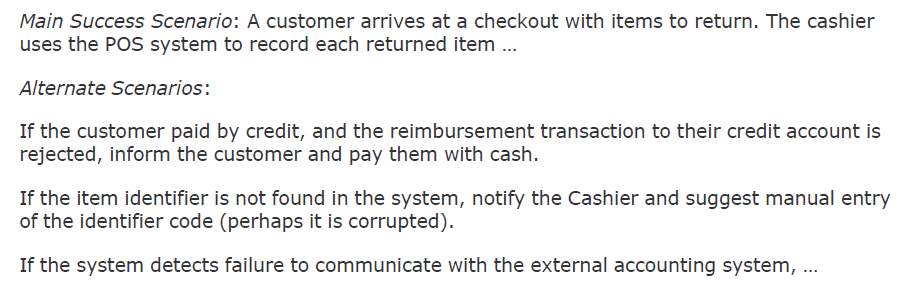 Main Success Scenario: A customer arrives at a checkout with items to return. The cashier
uses the POS system to record each returned item ...
Alternate Scenarios:
If the customer paid by credit, and the reimbursement transaction to their credit account is
rejected, inform the customer and pay them with cash.
If the item identifier is not found in the system, notify the Cashier and suggest manual entry
of the identifier code (perhaps it is corrupted).
If the system detects failure to communicate with the external accounting system, ...